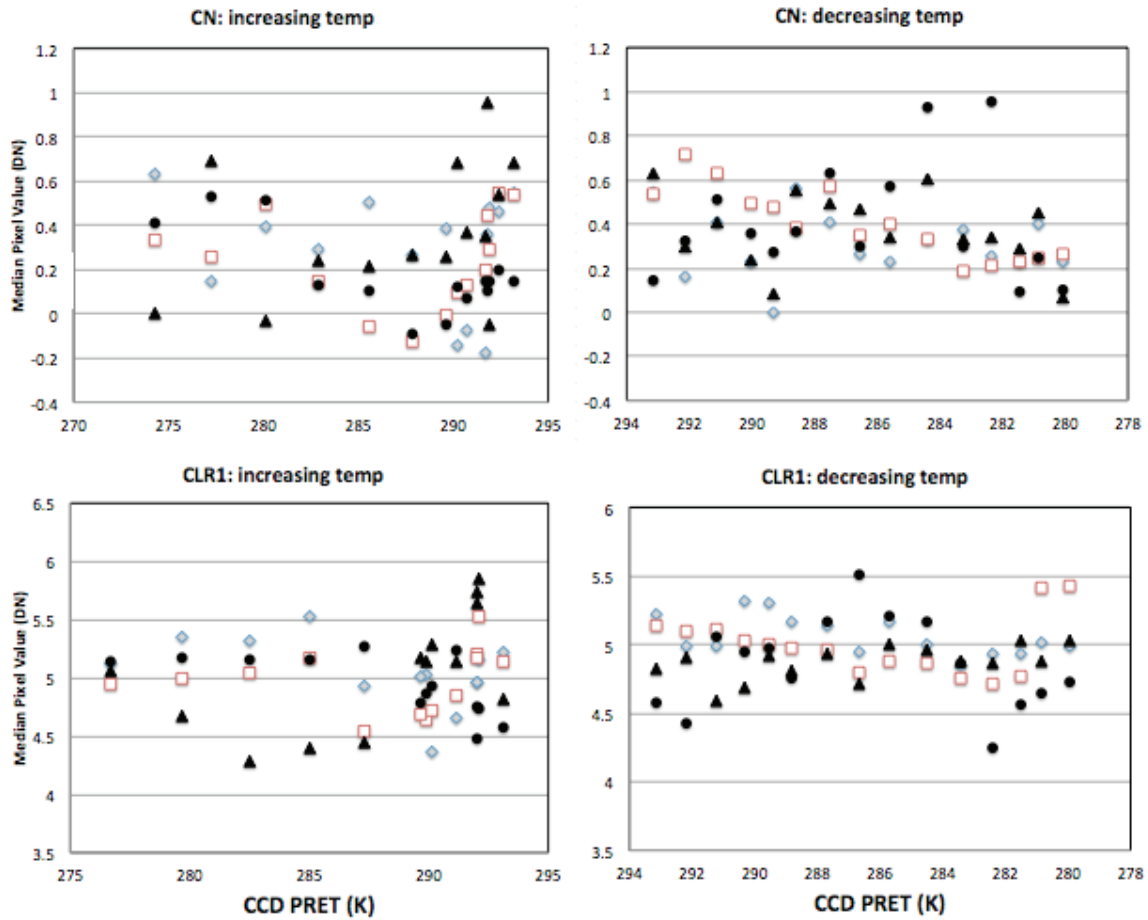 CN: increasing temp
CN: decreasing temp
Median Pixel Value (DN)
1.2
1
0.8
0.6
0.4
0.2
0
-0.2
-0.4
270 275 280 285 290 295
1.2
1
0.8
0.6
0.4
0.2
0
-0.2
-0.4
294 292 290 288 286 284 282 280 278
CLR1: increasing temp
CLR1: decreasing temp
Median Pixel Value (DN)
6.5
6
5.5
5
4.5
4
3.5
275 280 285 290 295
CCD PRET (K)
6
5.5
5
4.5
4
3.5
294 292 290 288 286 284 282 280 278
CCD PRET (K)